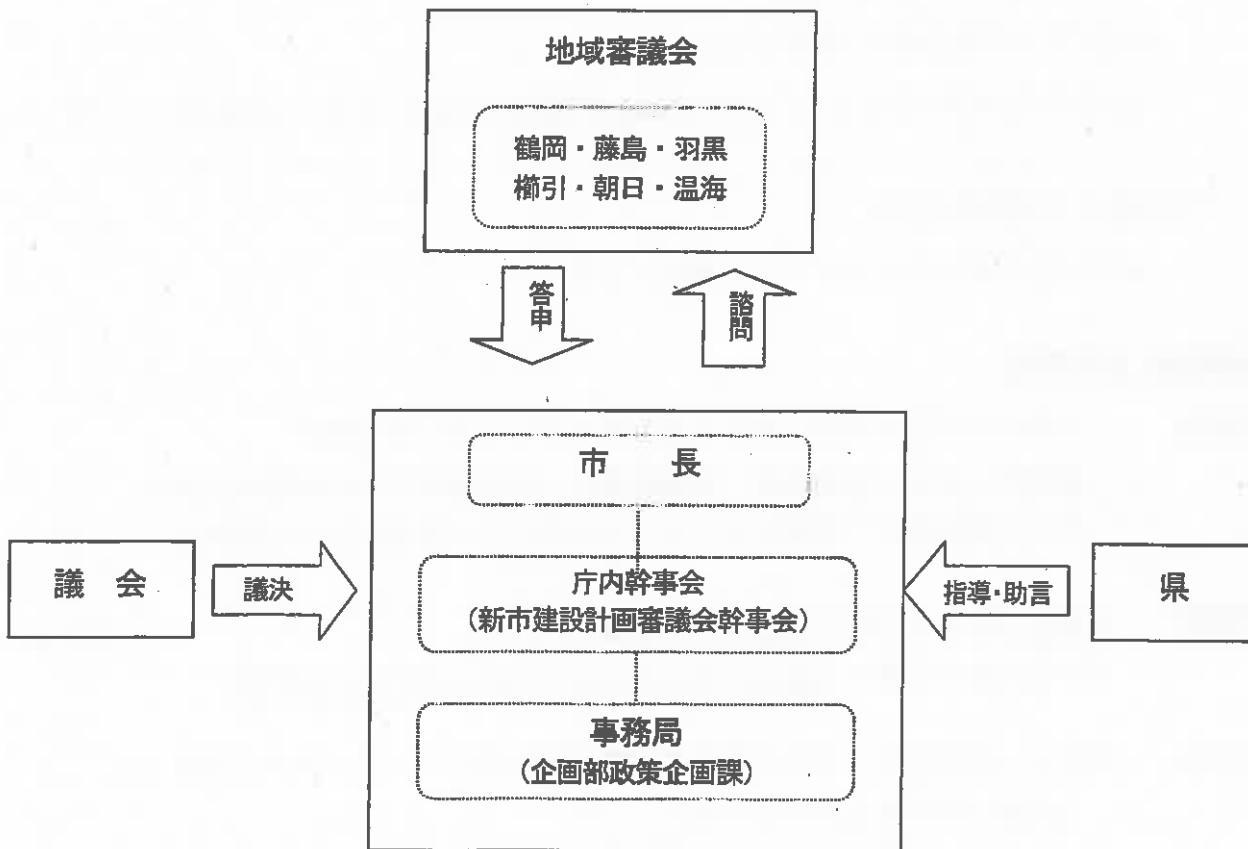 地域審議会
鶴岡・藤島・羽黒
櫛引・朝日・温海
答申
諮問
市　　長
議　会
議決
庁内幹事会
（新市建設計画審議会幹事会）
指導・助言
県
事務局
（企画部政策企画課）